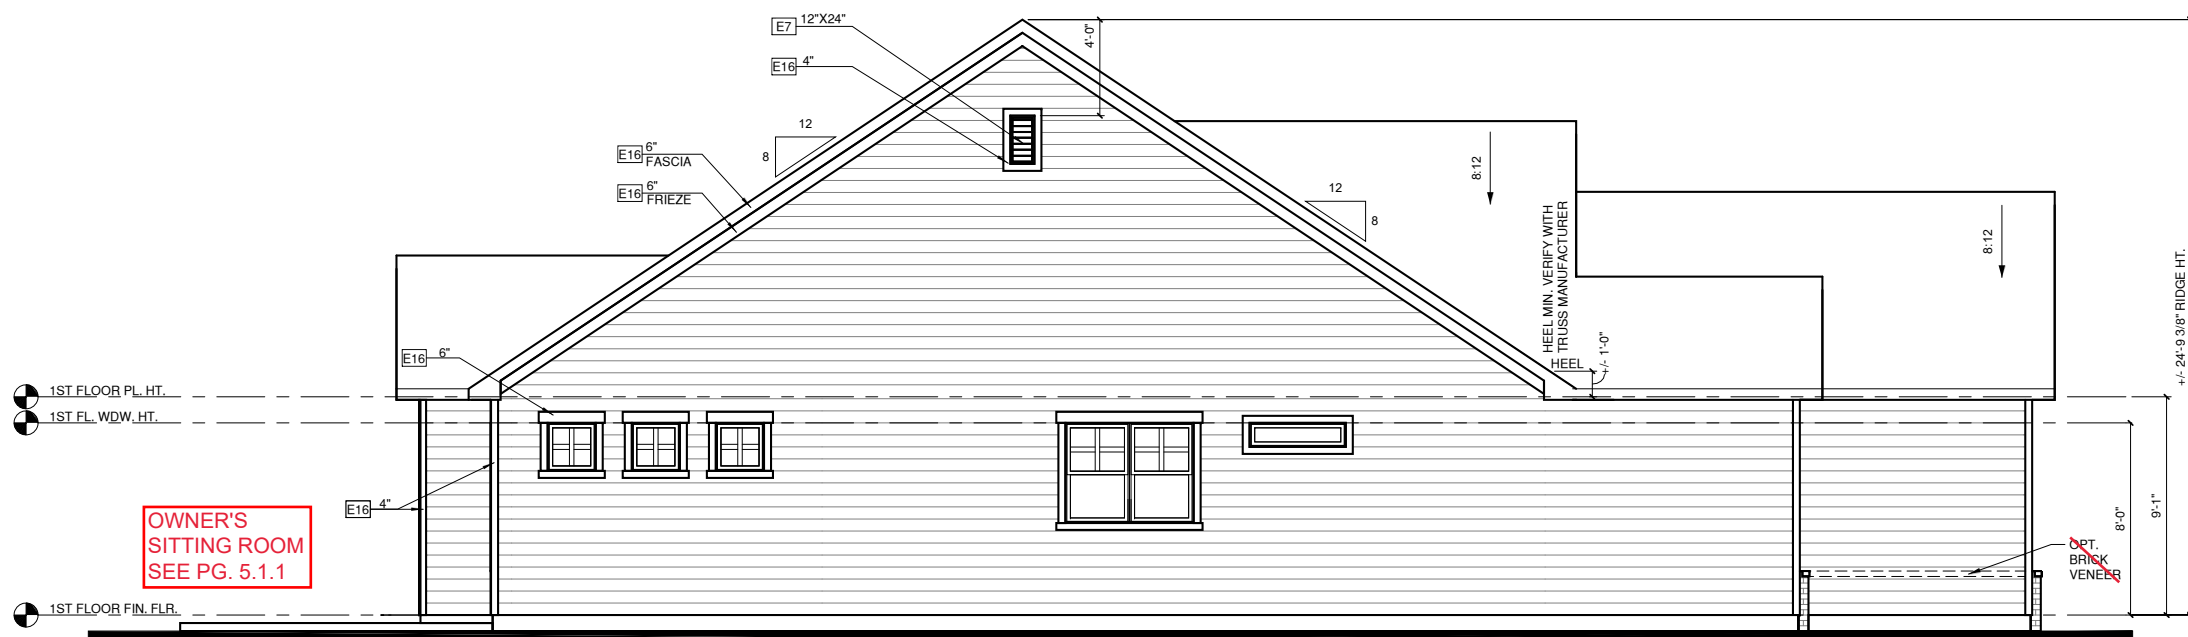 E7 12"X24"
E16 4"
4'-0"
12
8
E16 6"
FASCIA
E16 6"
FRIEZE
12
8
8:12
8:12
HEEL MIN. VERIFY WITH
TRUSS MANUFACTURER
HEEL
+/- 1'-0"
+/- 24'-9 3/8" RIDGE HT.
E16 6"
1ST FLOOR PL. HT.
1ST FL. WDW. HT.
E16 4"
OWNER'S
SITTING ROOM
SEE PG. 5.1.1
8'-0"
9'-1"
OPT.
BRICK
VENEER
1ST FLOOR FIN. FLR.